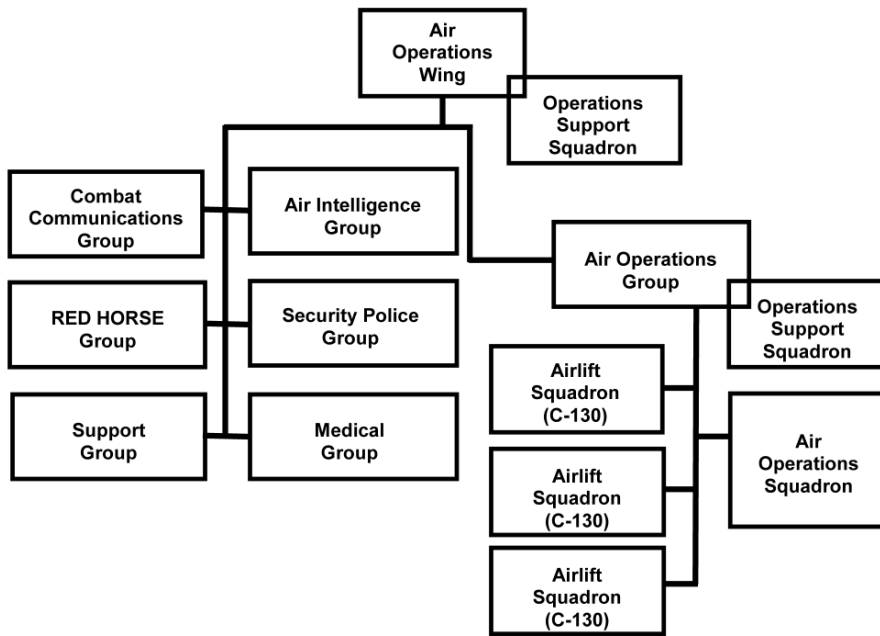 Air
Operations
Wing
Operations
Support
Squadron
Combat
Communications
Group
Air Intelligence
Group
Air Operations
Group
RED HORSE
Group
Security Police
Group
Operations
Support
Squadron
Airlift
Squadron
(C-130)
Support
Group
Medical
Group
Air
Operations
Squadron
Airlift
Squadron
(C-130)
Airlift
Squadron
(C-130)